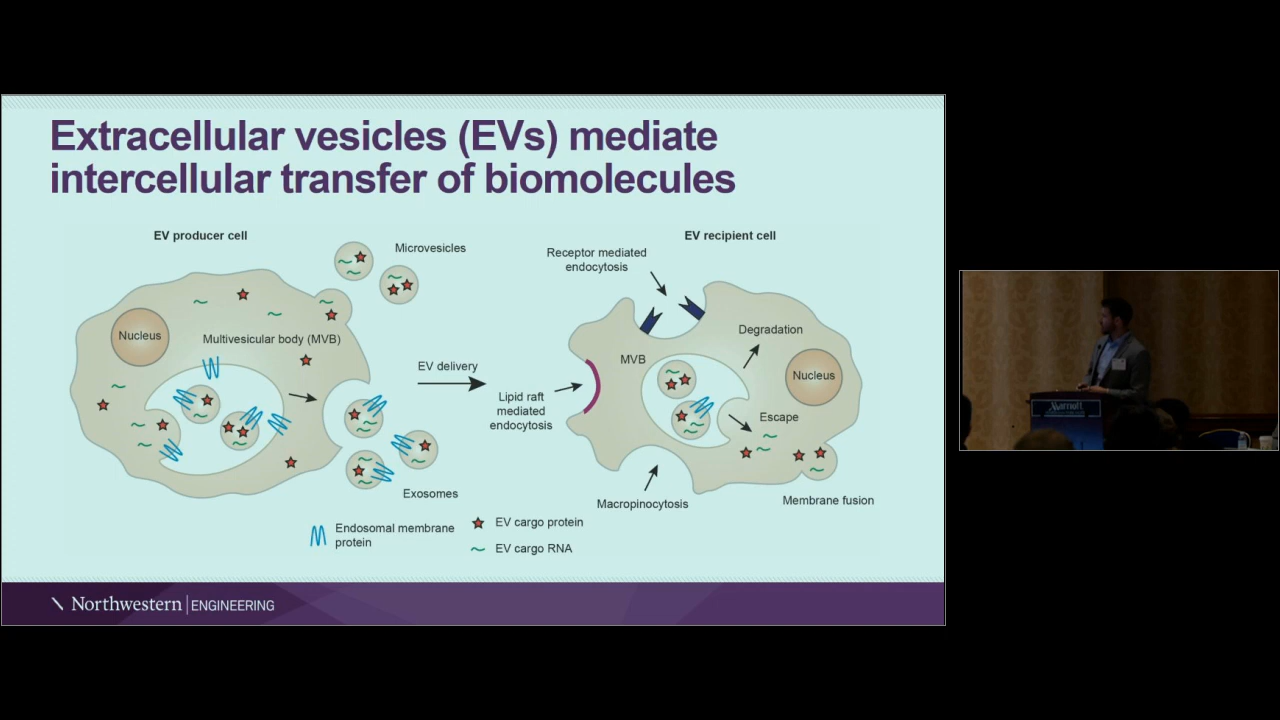 Extracellular vesicles (EVs) mediate
intercellular transfer of biomolecules
EV producer cell
Microvesicles
Nucleus
Multivesicular body (MVB)
EV delivery
Exosomes
Endosomal membrane
protein
EV cargo protein
EV cargo RNA
EV recipient cell
Receptor mediated
endocytosis
Degradation
MVB
Nucleus
Lipid raft
mediated
endocytosis
Escape
Macropinocytosis
Membrane fusion
Northwestern | ENGINEERING
Marriott